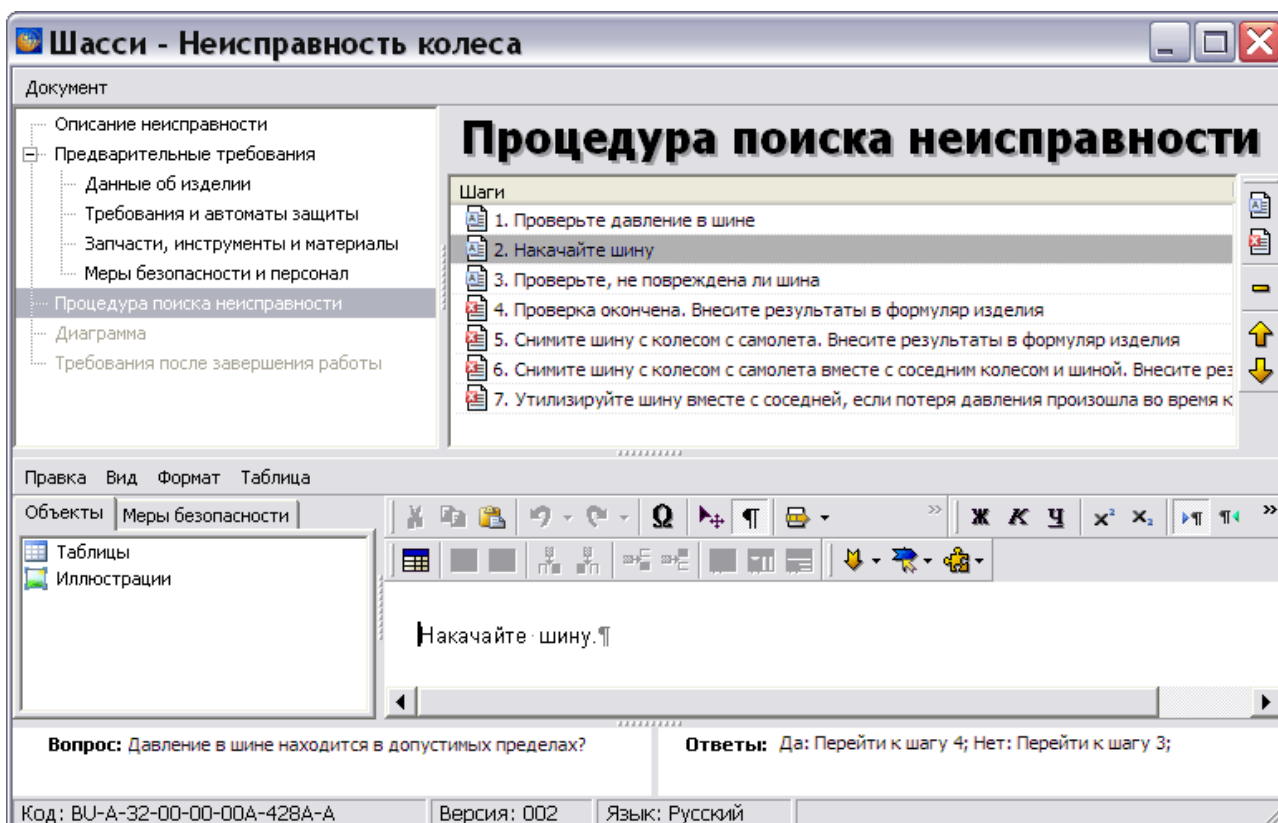 Шасси - Неисправность колеса
Документ
Описание неисправности
Предварительные требования
Данные об изделии
Требования и автоматы защиты
Запчасти, инструменты и материалы
Меры безопасности и персонал
Процедура поиска неисправности
Диаграмма
Требования после завершения работы
Процедура поиска неисправности
Шаги
1. Проверьте давление в шине
2. Накачайте шину
3. Проверьте, не повреждена ли шина
4. Проверка окончена. Внесите результаты в формуляр изделия
5. Снимите шину с колесом с самолета. Внесите результаты в формуляр изделия
6. Снимите шину с колесом с самолета вместе с соседним колесом и шиной. Внесите рез
7. Утилизируйте шину вместе с соседней, если потеря давления произошла во время к
Правка Вид Формат Таблица
Объекты Меры безопасности
Таблицы
Иллюстрации
Ω ¶ » Ж К Ч x² x₂ ¶ ¶ »
Накачайте шину.¶
Вопрос: Давление в шине находится в допустимых пределах?
Ответы: Да: Перейти к шагу 4; Нет: Перейти к шагу 3;
Код: BU-A-32-00-00-00A-428A-A Версия: 002 Язык: Русский